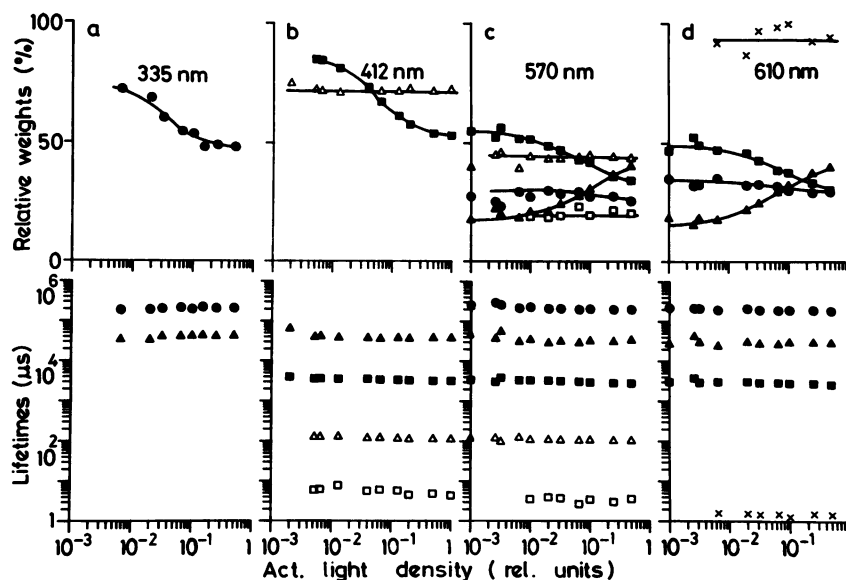 a
335 nm
b
412 nm
c
570 nm
d
610 nm
Relative weights (%)
100
50
0
Lifetimes (μs)
10^6
10^4
10^2
1
10^-3 10^-2 10^-1 10^-3 10^-2 10^-1 10^-3 10^-2 10^-1 10^-3 10^-2 10^-1 1
Act. light density (rel. units)